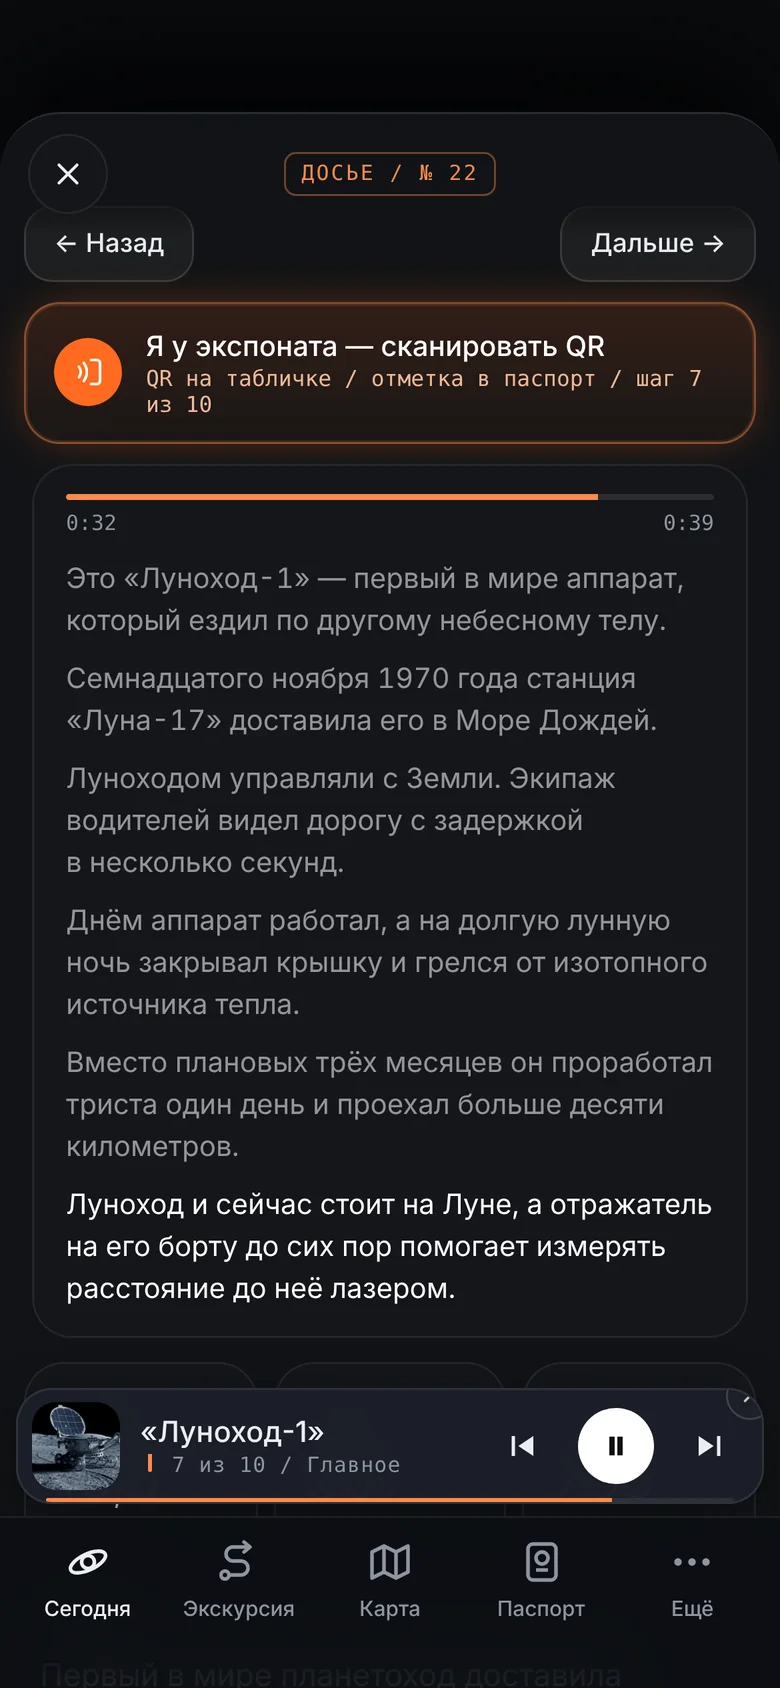 ДОСЬЕ / № 22
← Назад
Дальше →
Я у экспоната — сканировать QR
QR на табличке / отметка в паспорт / шаг 7
из 10
0:32
0:39
Это «Луноход-1» — первый в мире аппарат,
который ездил по другому небесному телу.
Семнадцатого ноября 1970 года станция
«Луна-17» доставила его в Море Дождей.
Луноходом управляли с Земли. Экипаж
водителей видел дорогу с задержкой
в несколько секунд.
Днём аппарат работал, а на долгую лунную
ночь закрывал крышку и грелся от изотопного
источника тепла.
Вместо плановых трёх месяцев он проработал
триста один день и проехал больше десяти
километров.
Луноход и сейчас стоит на Луне, а отражатель
на его борту до сих пор помогает измерять
расстояние до неё лазером.
«Луноход-1»
7 из 10 / Главное
Сегодня
Экскурсия
Карта
Паспорт
Ещё
Первый в мире планетоход доставила